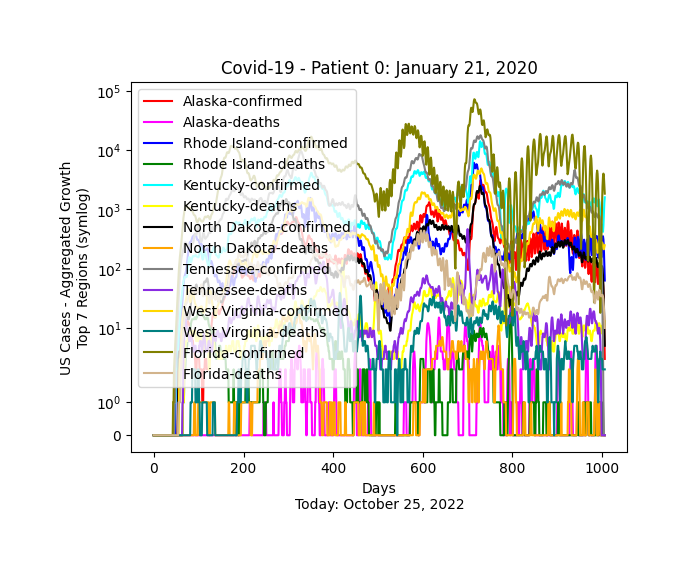 Covid-19 - Patient 0: January 21, 2020
US Cases - Aggregated Growth
Top 7 Regions (symlog)
10^5
10^4
10^3
10^2
10^1
10^0
0
Alaska-confirmed
Alaska-deaths
Rhode Island-confirmed
Rhode Island-deaths
Kentucky-confirmed
Kentucky-deaths
North Dakota-confirmed
North Dakota-deaths
Tennessee-confirmed
Tennessee-deaths
West Virginia-confirmed
West Virginia-deaths
Florida-confirmed
Florida-deaths
0 200 400 600 800 1000
Days
Today: October 25, 2022